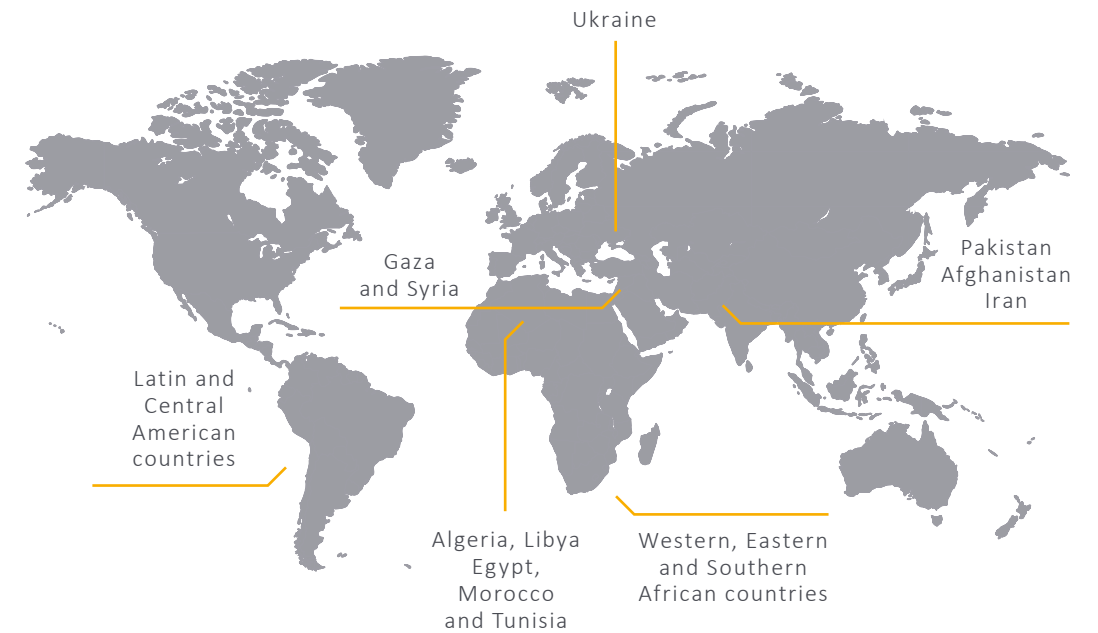 Ukraine
Gaza
and Syria
Pakistan
Afghanistan
Iran
Latin and
Central
American
countries
Algeria, Libya
Egypt,
Morocco
and Tunisia
Western, Eastern
and Southern
African countries